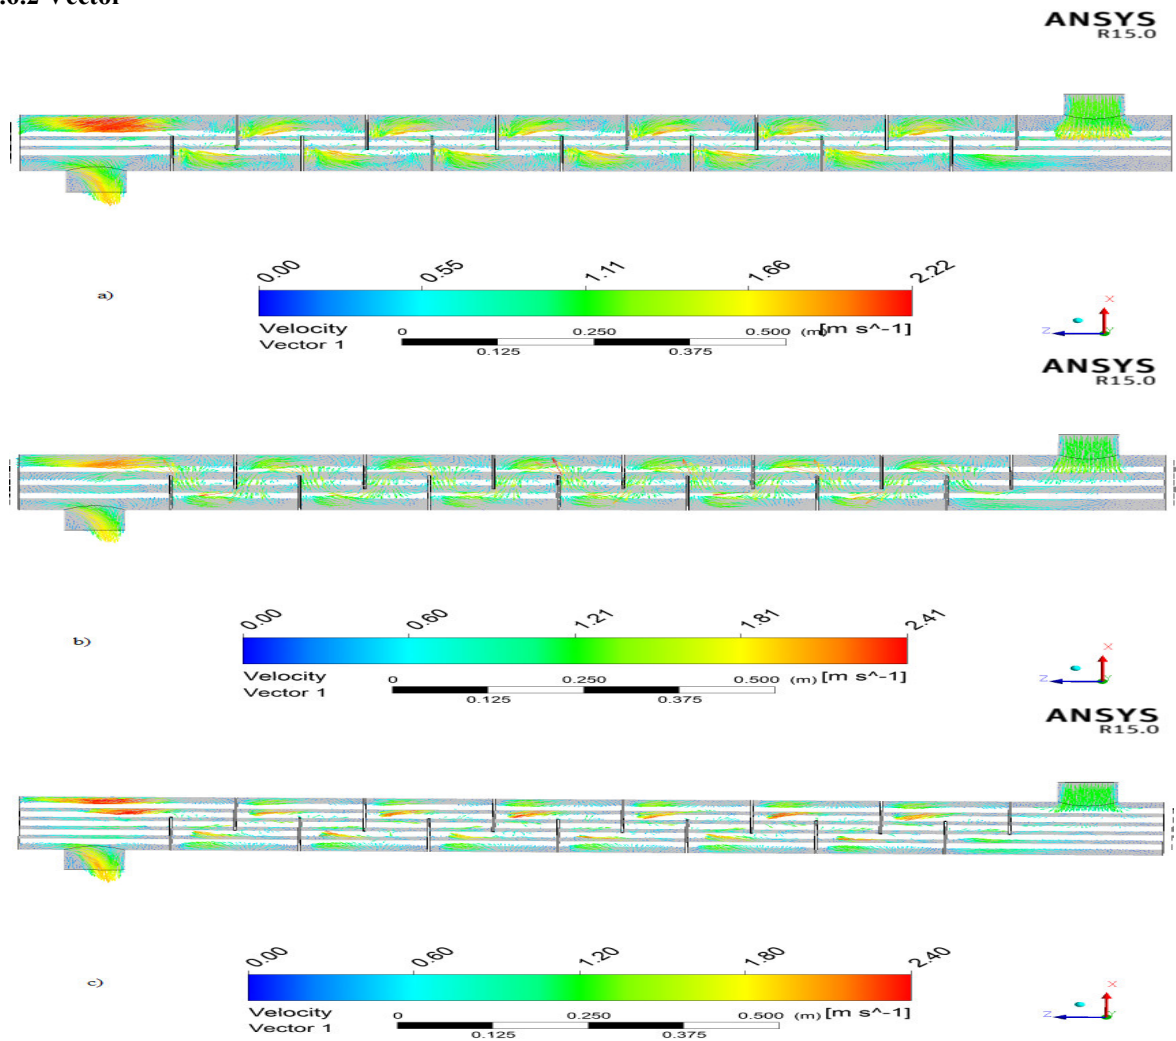 .6.2 Vector
ANSYS
R15.0
0.00 0.55 1.11 1.66 2.22
a)
Velocity
Vector 1
0 0.250 0.500 (m) [m s^-1]
0.125 0.375
X
Z Y
ANSYS
R15.0
0.00 0.60 1.21 1.81 2.41
b)
Velocity
Vector 1
0 0.250 0.500 (m) [m s^-1]
0.125 0.375
X
Z Y
ANSYS
R15.0
0.00 0.60 1.20 1.80 2.40
c)
Velocity
Vector 1
0 0.250 0.500 (m) [m s^-1]
0.125 0.375
X
Z Y